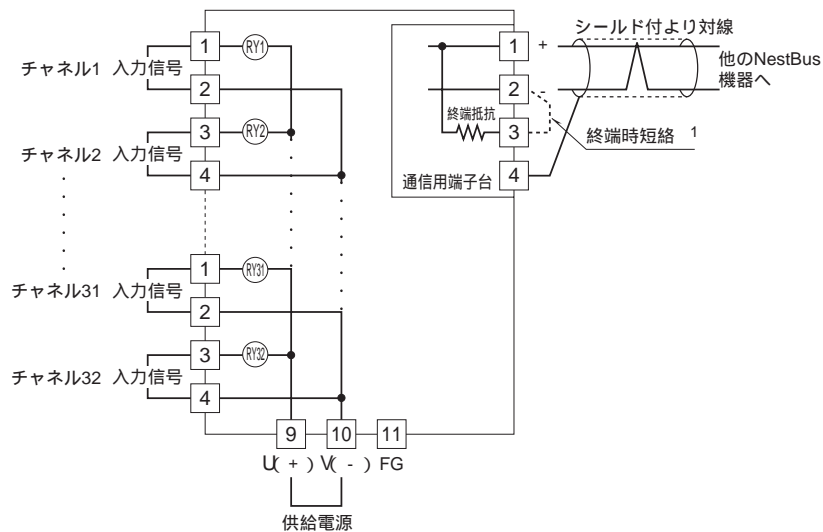 シールド付より対線
1
+
他のNestBus
機器へ
2
-
終端抵抗
3
終端時短絡 1
通信用端子台
4
チャネル1 入力信号
1
RY1
2
チャネル2 入力信号
3
RY2
4
チャネル31 入力信号
1
RY31
2
チャネル32 入力信号
3
RY32
4
9
10
11
U( + )
V( - )
FG
供給電源